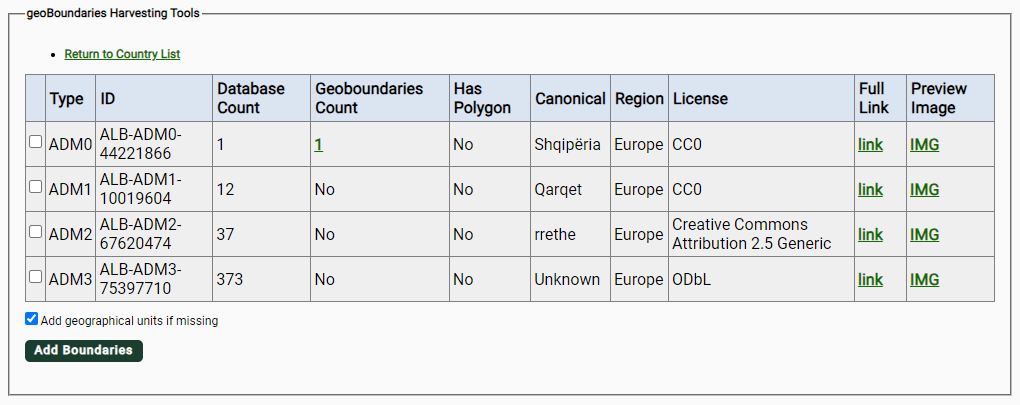 geoBoundaries Harvesting Tools
Return to Country List
Type ID Database Count Geoboundaries Count Has Polygon Canonical Region License Full Link Preview Image
ADM0 ALB-ADM0-44221866 1 1 No Shqipëria Europe CC0 link IMG
ADM1 ALB-ADM1-10019604 12 No No Qarqet Europe CC0 link IMG
ADM2 ALB-ADM2-67620474 37 No No rrethe Europe Creative Commons Attribution 2.5 Generic link IMG
ADM3 ALB-ADM3-75397710 373 No No Unknown Europe ODbL link IMG
Add geographical units if missing
Add Boundaries